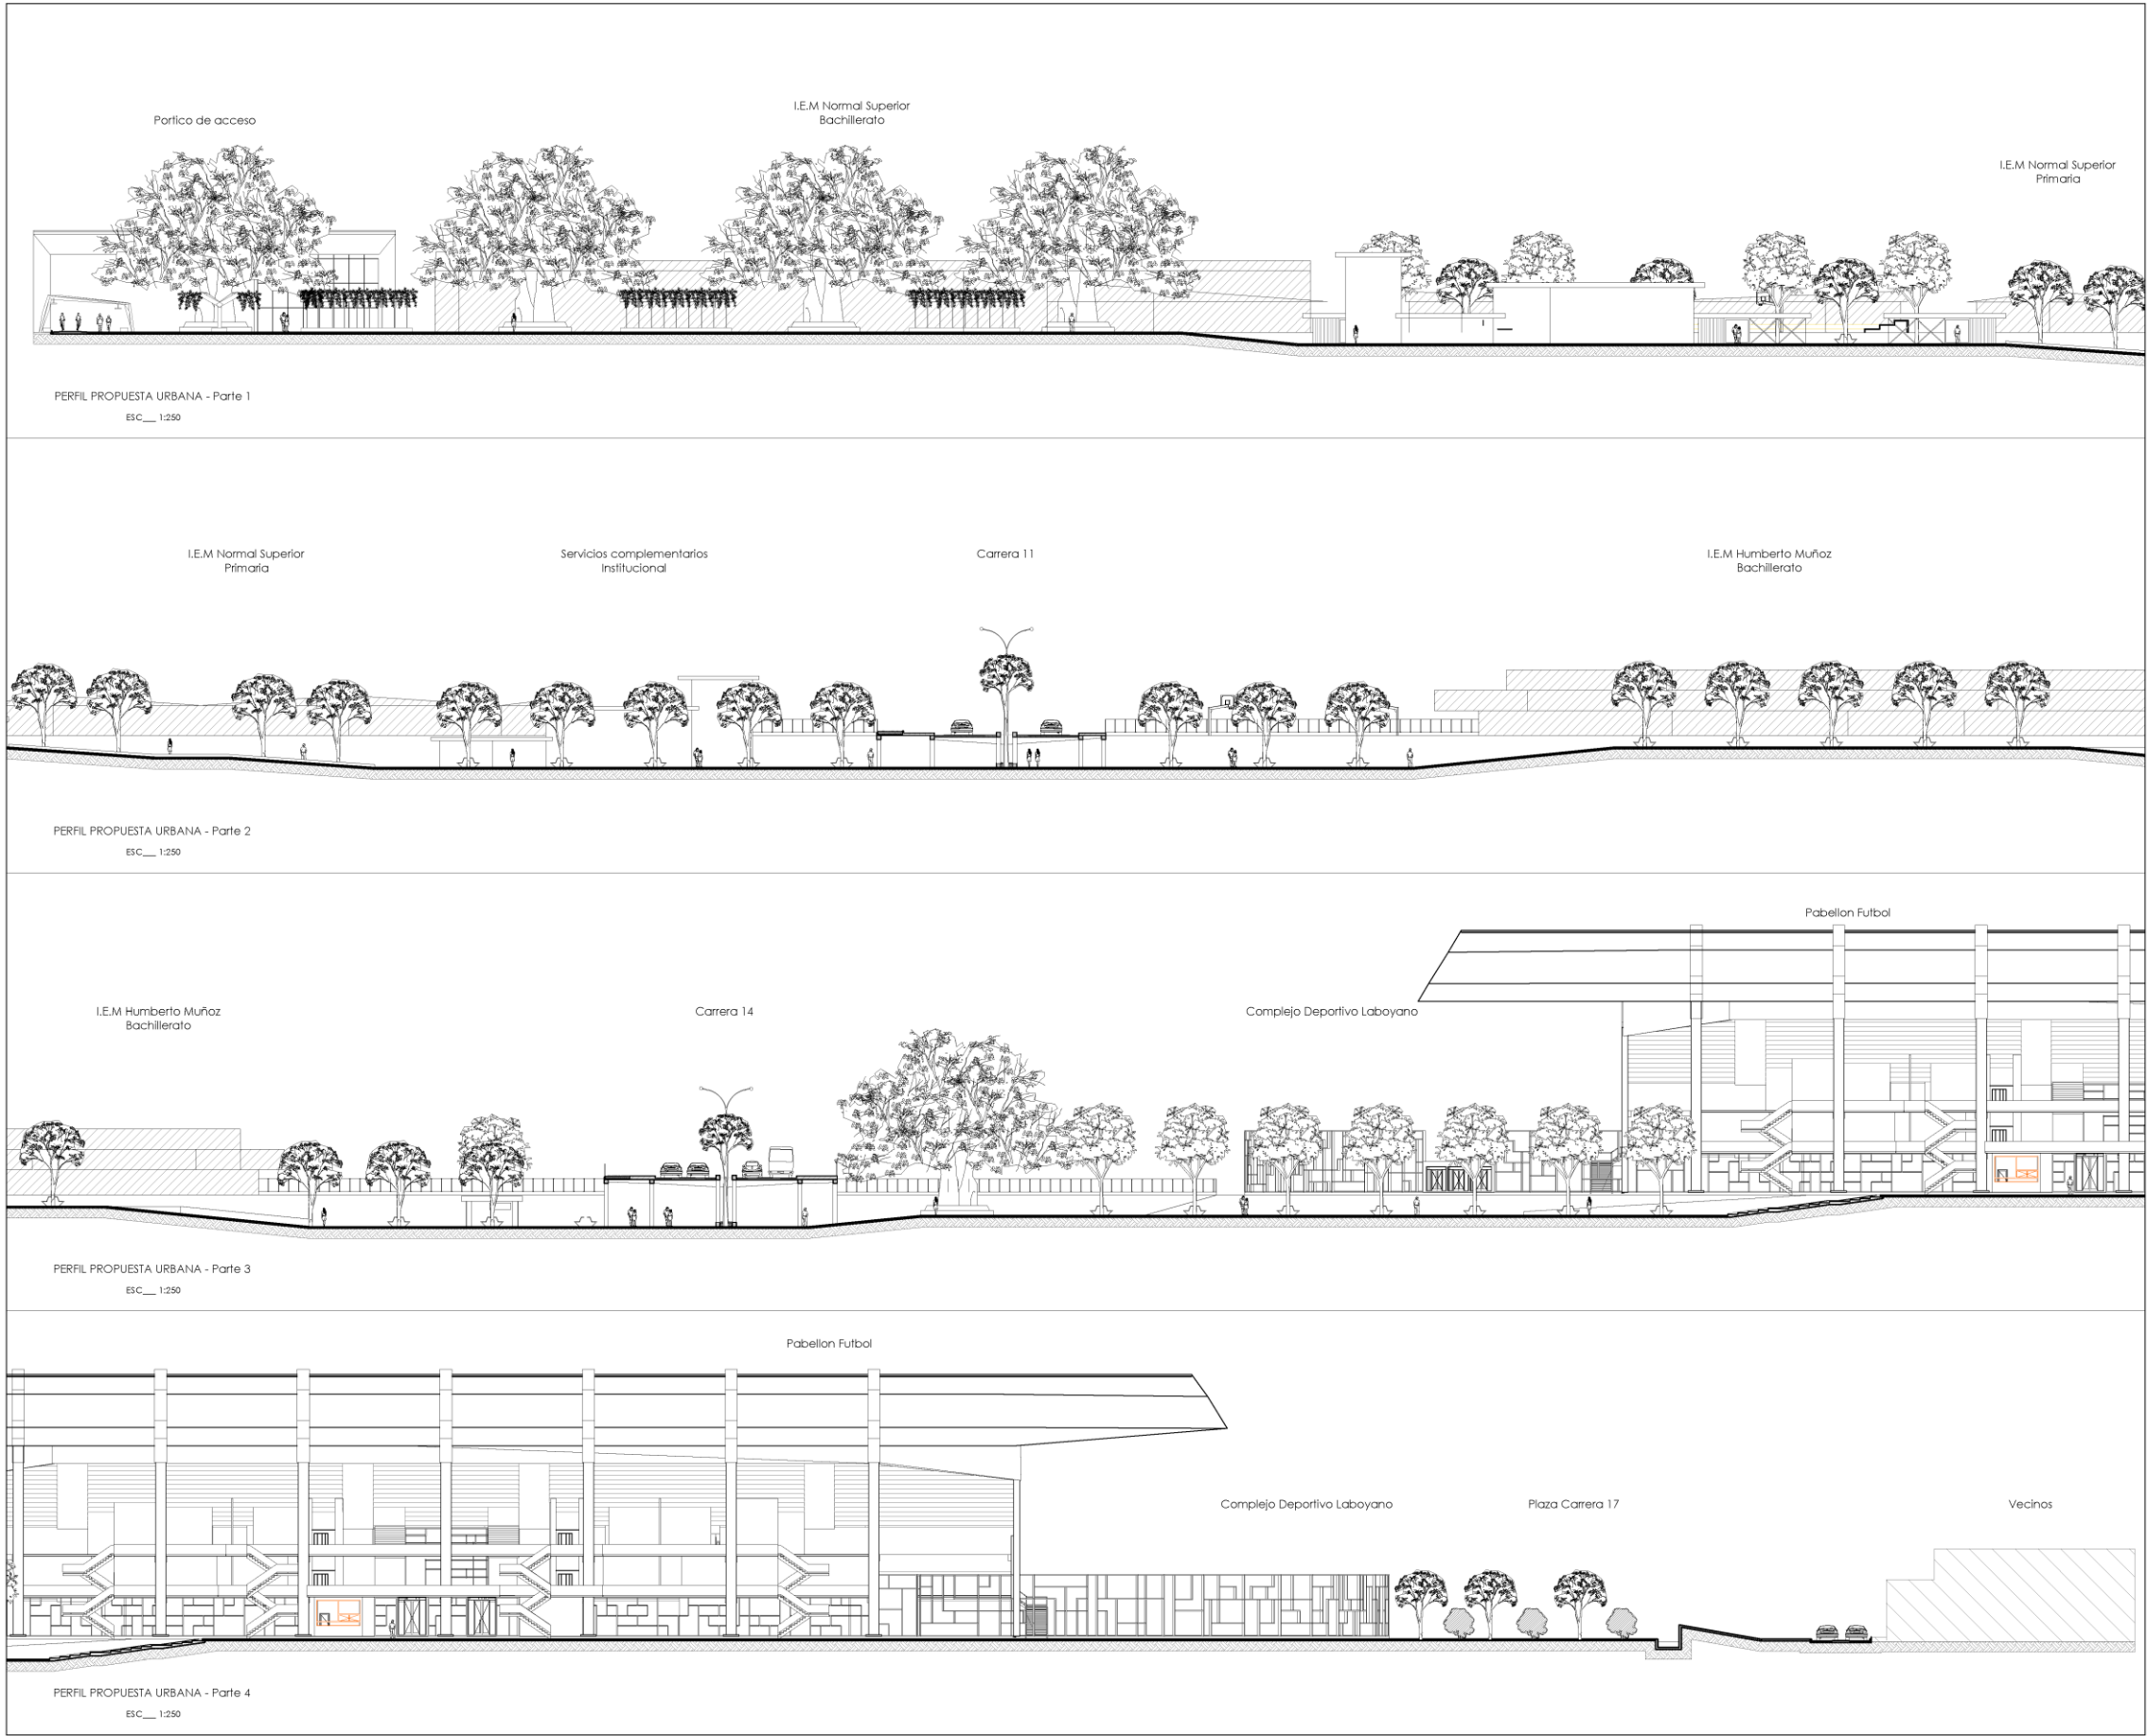 Portico de acceso
I.E.M Normal Superior
Bachillerato
I.E.M Normal Superior
Primaria
PERFIL PROPUESTA URBANA - Parte 1
ESC___ 1:250
I.E.M Normal Superior
Primaria
Servicios complementarios
Institucional
Carrera 11
I.E.M Humberto Muñoz
Bachillerato
PERFIL PROPUESTA URBANA - Parte 2
ESC___ 1:250
Pabellon Futbol
I.E.M Humberto Muñoz
Bachillerato
Carrera 14
Complejo Deportivo Laboyano
PERFIL PROPUESTA URBANA - Parte 3
ESC___ 1:250
Pabellon Futbol
Complejo Deportivo Laboyano
Plaza Carrera 17
Vecinos
PERFIL PROPUESTA URBANA - Parte 4
ESC___ 1:250